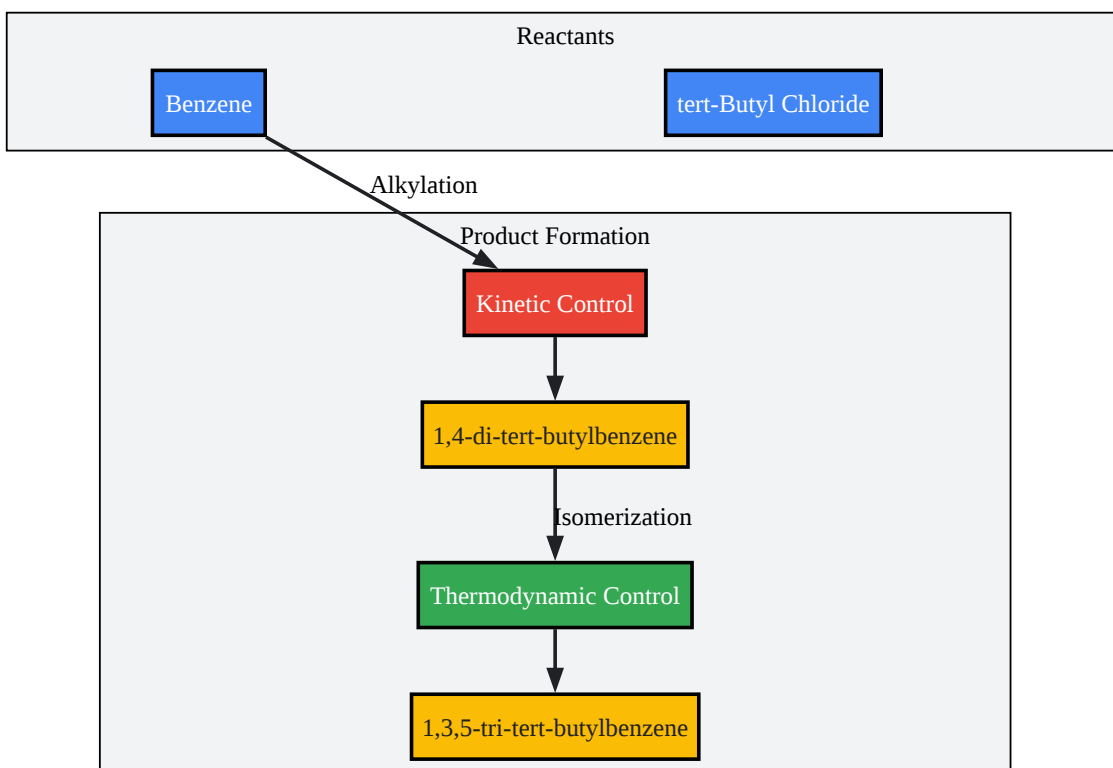 Reactants
Benzene
tert-Butyl Chloride
Alkylation
Product Formation
Kinetic Control
1,4-di-tert-butylbenzene
Isomerization
Thermodynamic Control
1,3,5-tri-tert-butylbenzene